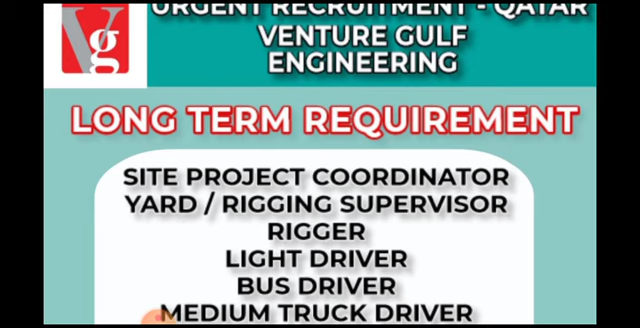 Vg
URGENT RECRUITMENT - QATAR
VENTURE GULF
ENGINEERING
LONG TERM REQUIREMENT
SITE PROJECT COORDINATOR
YARD / RIGGING SUPERVISOR
RIGGER
LIGHT DRIVER
BUS DRIVER
MEDIUM TRUCK DRIVER